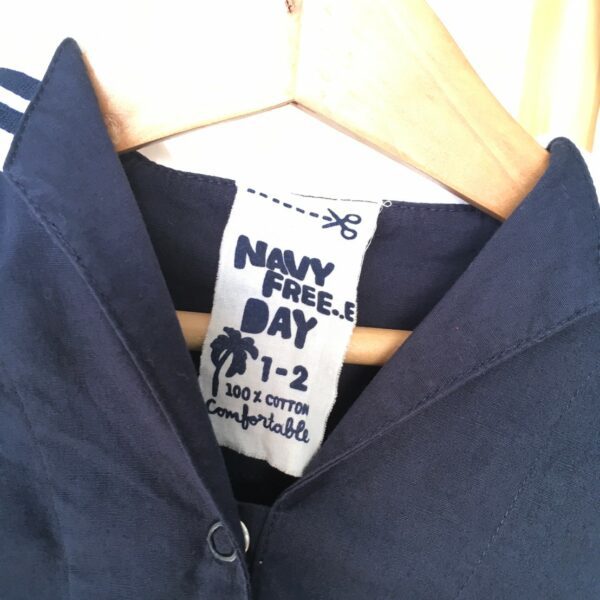 NAVY
FREE..E
DAY
1-2
100% COTTON
Comfortable